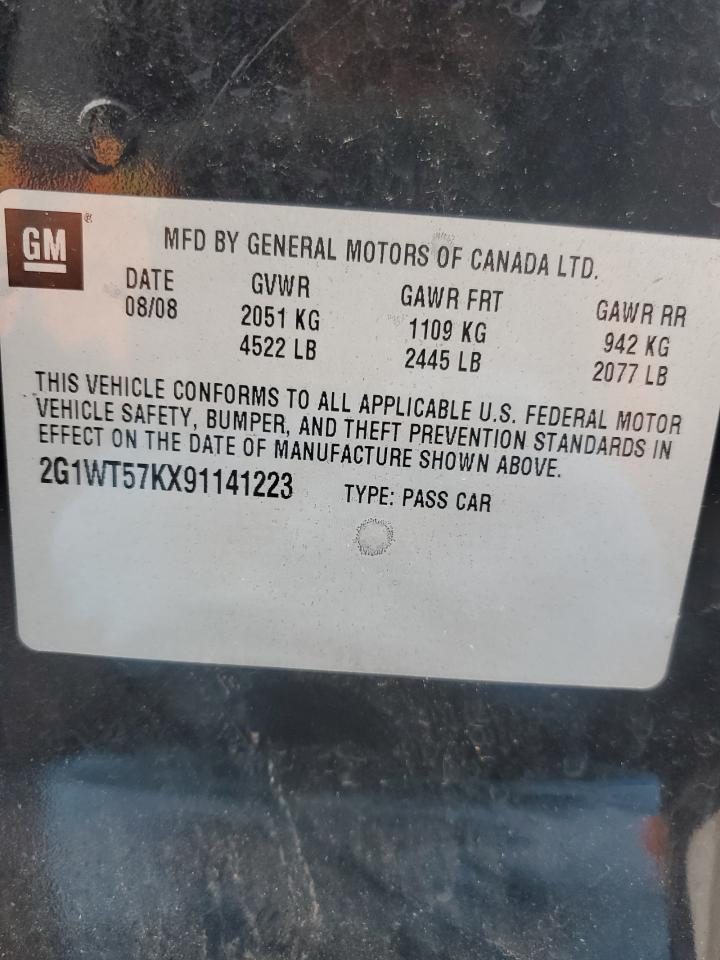 GM ®
MFD BY GENERAL MOTORS OF CANADA LTD.
DATE GVWR GAWR FRT GAWR RR
08/08 2051 KG 1109 KG 942 KG
4522 LB 2445 LB 2077 LB
THIS VEHICLE CONFORMS TO ALL APPLICABLE U.S. FEDERAL MOTOR
VEHICLE SAFETY, BUMPER, AND THEFT PREVENTION STANDARDS IN
EFFECT ON THE DATE OF MANUFACTURE SHOWN ABOVE.
2G1WT57KX91141223 TYPE: PASS CAR